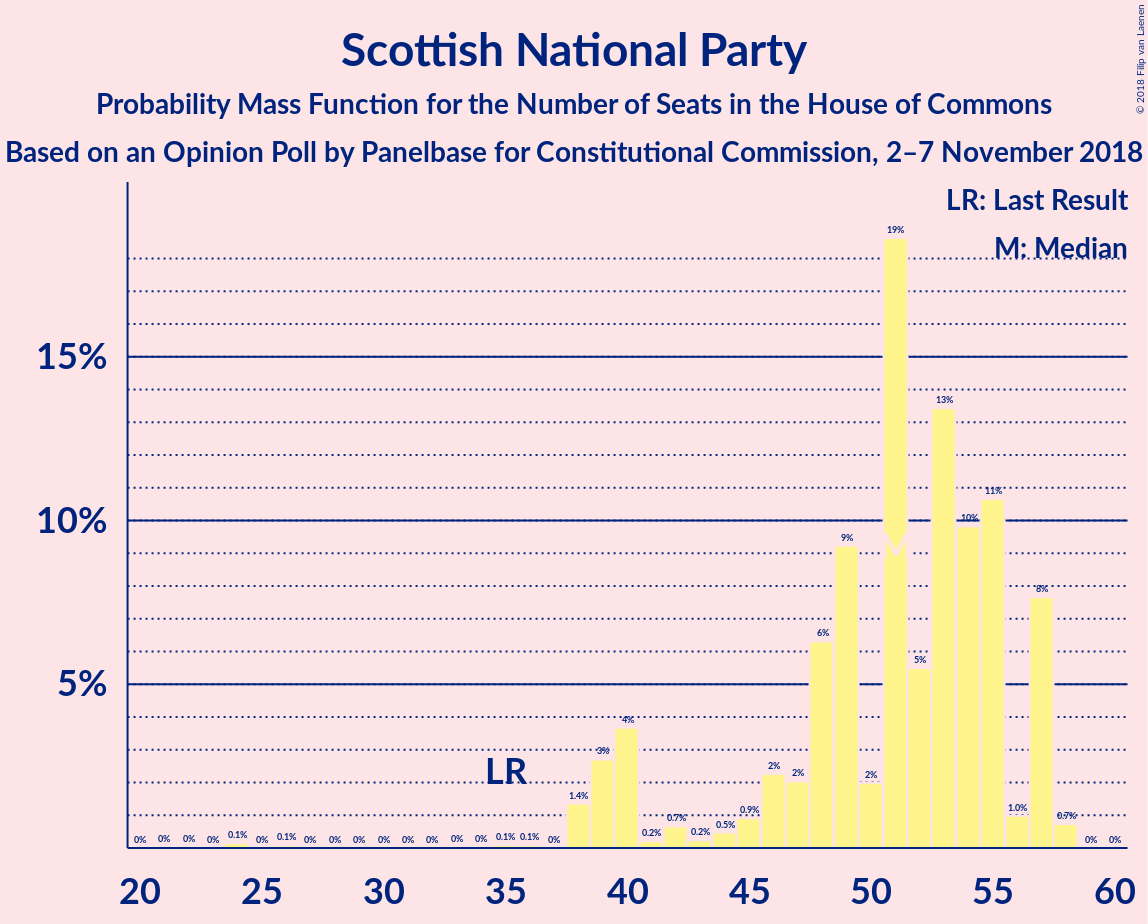 Scottish National Party
Probability Mass Function for the Number of Seats in the House of Commons
Based on an Opinion Poll by Panelbase for Constitutional Commission, 2–7 November 2018
© 2018 Filip van Laenen
LR: Last Result
M: Median
15%
10%
5%
LR
0% 0% 0% 0% 0.1% 0% 0.1% 0% 0% 0% 0% 0% 0% 0% 0% 0.1% 0.1% 0% 1.4% 3% 4% 0.2% 0.7% 0.2% 0.5% 0.9% 2% 2% 6% 9% 2% 19% 5% 13% 10% 11% 1.0% 8% 0.7% 0% 0%
20 25 30 35 40 45 50 55 60